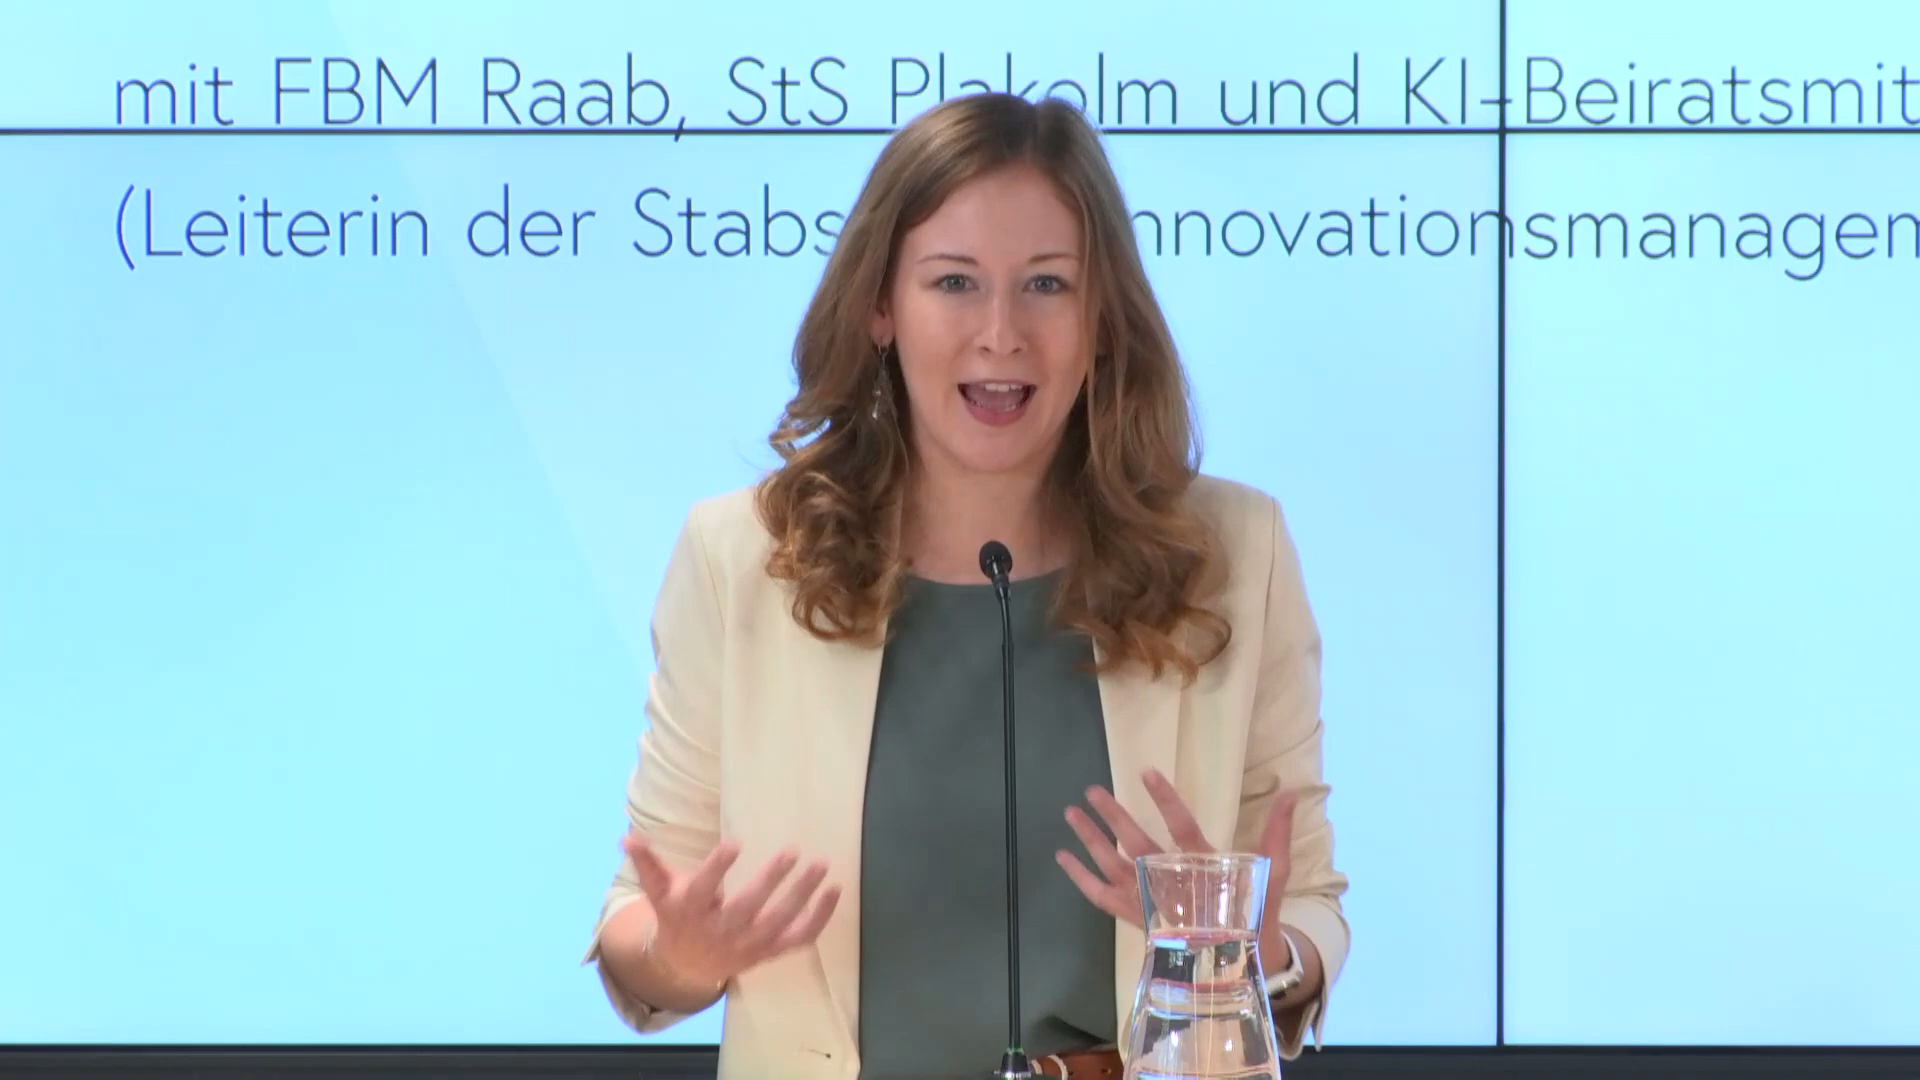 mit FBM Raab, StS Plakolm und KI-Beiratsmit
(Leiterin der Stabs nnovationsmanagem